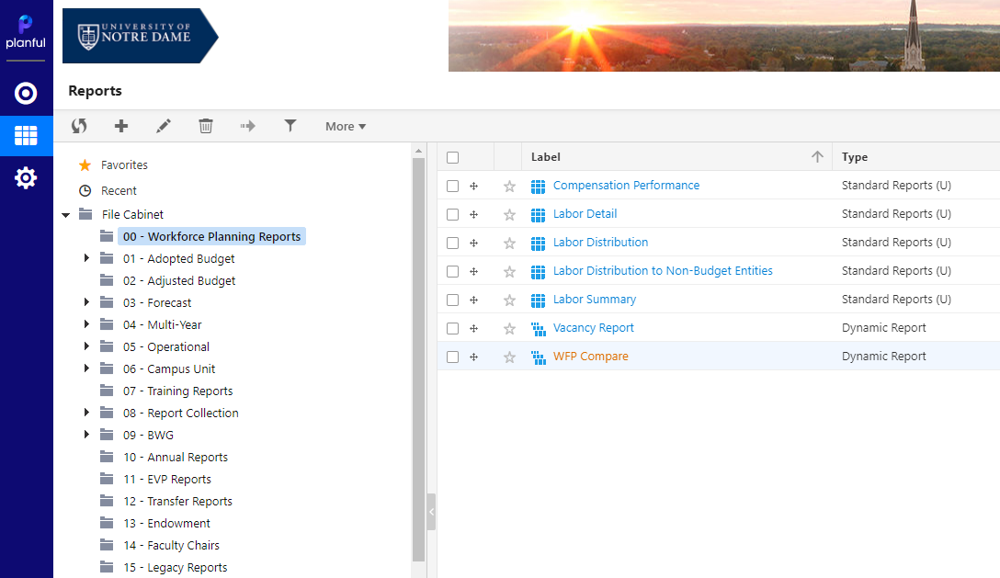 planful
UNIVERSITY OF
NOTRE DAME
Reports
More
Favorites
Recent
File Cabinet
00 - Workforce Planning Reports
01 - Adopted Budget
02 - Adjusted Budget
03 - Forecast
04 - Multi-Year
05 - Operational
06 - Campus Unit
07 - Training Reports
08 - Report Collection
09 - BWG
10 - Annual Reports
11 - EVP Reports
12 - Transfer Reports
13 - Endowment
14 - Faculty Chairs
15 - Legacy Reports
Label Type
Compensation Performance Standard Reports (U)
Labor Detail Standard Reports (U)
Labor Distribution Standard Reports (U)
Labor Distribution to Non-Budget Entities Standard Reports (U)
Labor Summary Standard Reports (U)
Vacancy Report Dynamic Report
WFP Compare Dynamic Report